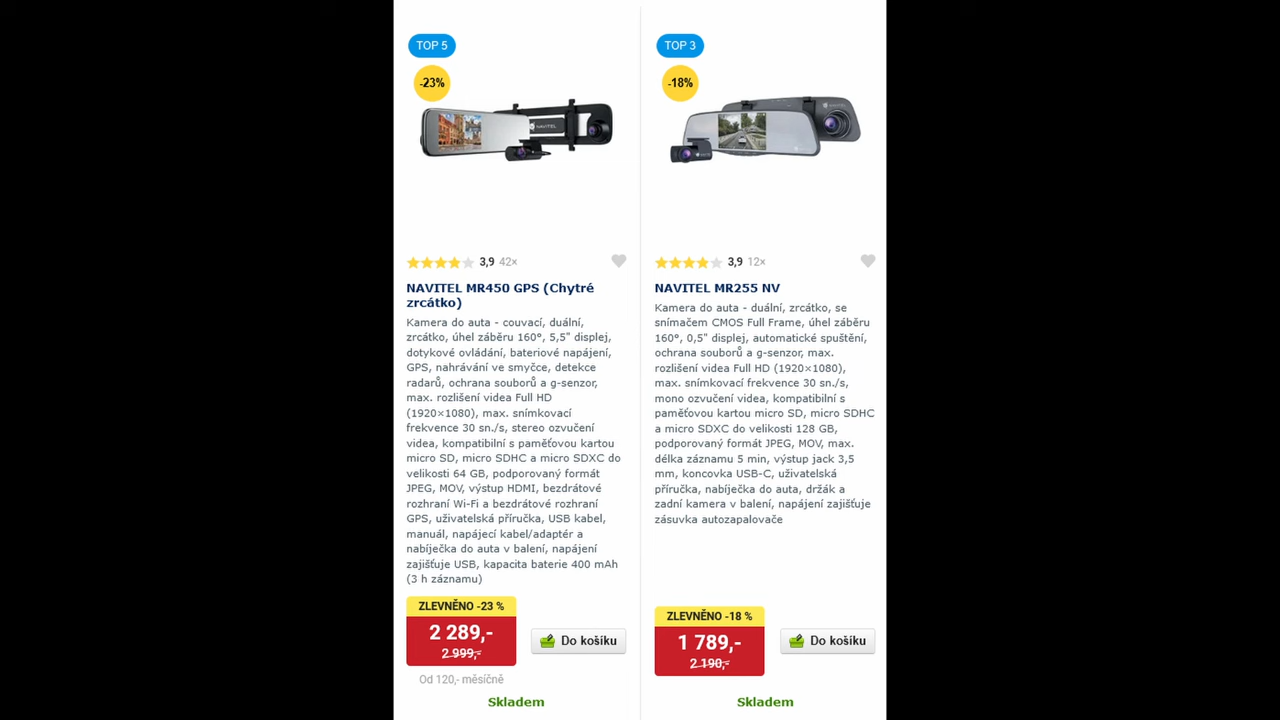 TOP 5
-23%
NAVITEL
3,9 42×
NAVITEL MR450 GPS (Chytré
zrcátko)
Kamera do auta - couvací, duální,
zrcátko, úhel záběru 160°, 5,5" displej,
dotykové ovládání, bateriové napájení,
GPS, nahrávání ve smyčce, detekce
radarů, ochrana souborů a g-senzor,
max. rozlišení videa Full HD
(1920×1080), max. snímkovací
frekvence 30 sn./s, stereo ozvučení
videa, kompatibilní s paměťovou kartou
micro SD, micro SDHC a micro SDXC do
velikosti 64 GB, podporovaný formát
JPEG, MOV, výstup HDMI, bezdrátové
rozhraní Wi-Fi a bezdrátové rozhraní
GPS, uživatelská příručka, USB kabel,
manuál, napájecí kabel/adaptér a
nabíječka do auta v balení, napájení
zajišťuje USB, kapacita baterie 400 mAh
(3 h záznamu)
ZLEVNĚNO -23 %
2 289,-
2 999,-
Do košíku
Od 120,- měsíčně
Skladem
TOP 3
-18%
NAVITEL
3,9 12×
NAVITEL MR255 NV
Kamera do auta - duální, zrcátko, se
snímačem CMOS Full Frame, úhel záběru
160°, 0,5" displej, automatické spuštění,
ochrana souborů a g-senzor, max.
rozlišení videa Full HD (1920×1080),
max. snímkovací frekvence 30 sn./s,
mono ozvučení videa, kompatibilní s
paměťovou kartou micro SD, micro SDHC
a micro SDXC do velikosti 128 GB,
podporovaný formát JPEG, MOV, max.
délka záznamu 5 min, výstup jack 3,5
mm, koncovka USB-C, uživatelská
příručka, nabíječka do auta, držák a
zadní kamera v balení, napájení zajišťuje
zásuvka autozapalovače
ZLEVNĚNO -18 %
1 789,-
2 190,-
Do košíku
Skladem